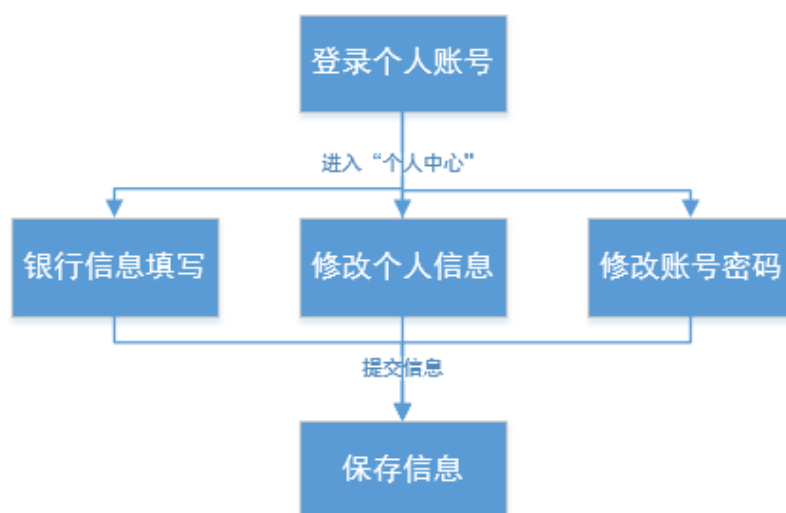 登录个人账号
进入“个人中心”
银行信息填写
修改个人信息
修改账号密码
提交信息
保存信息